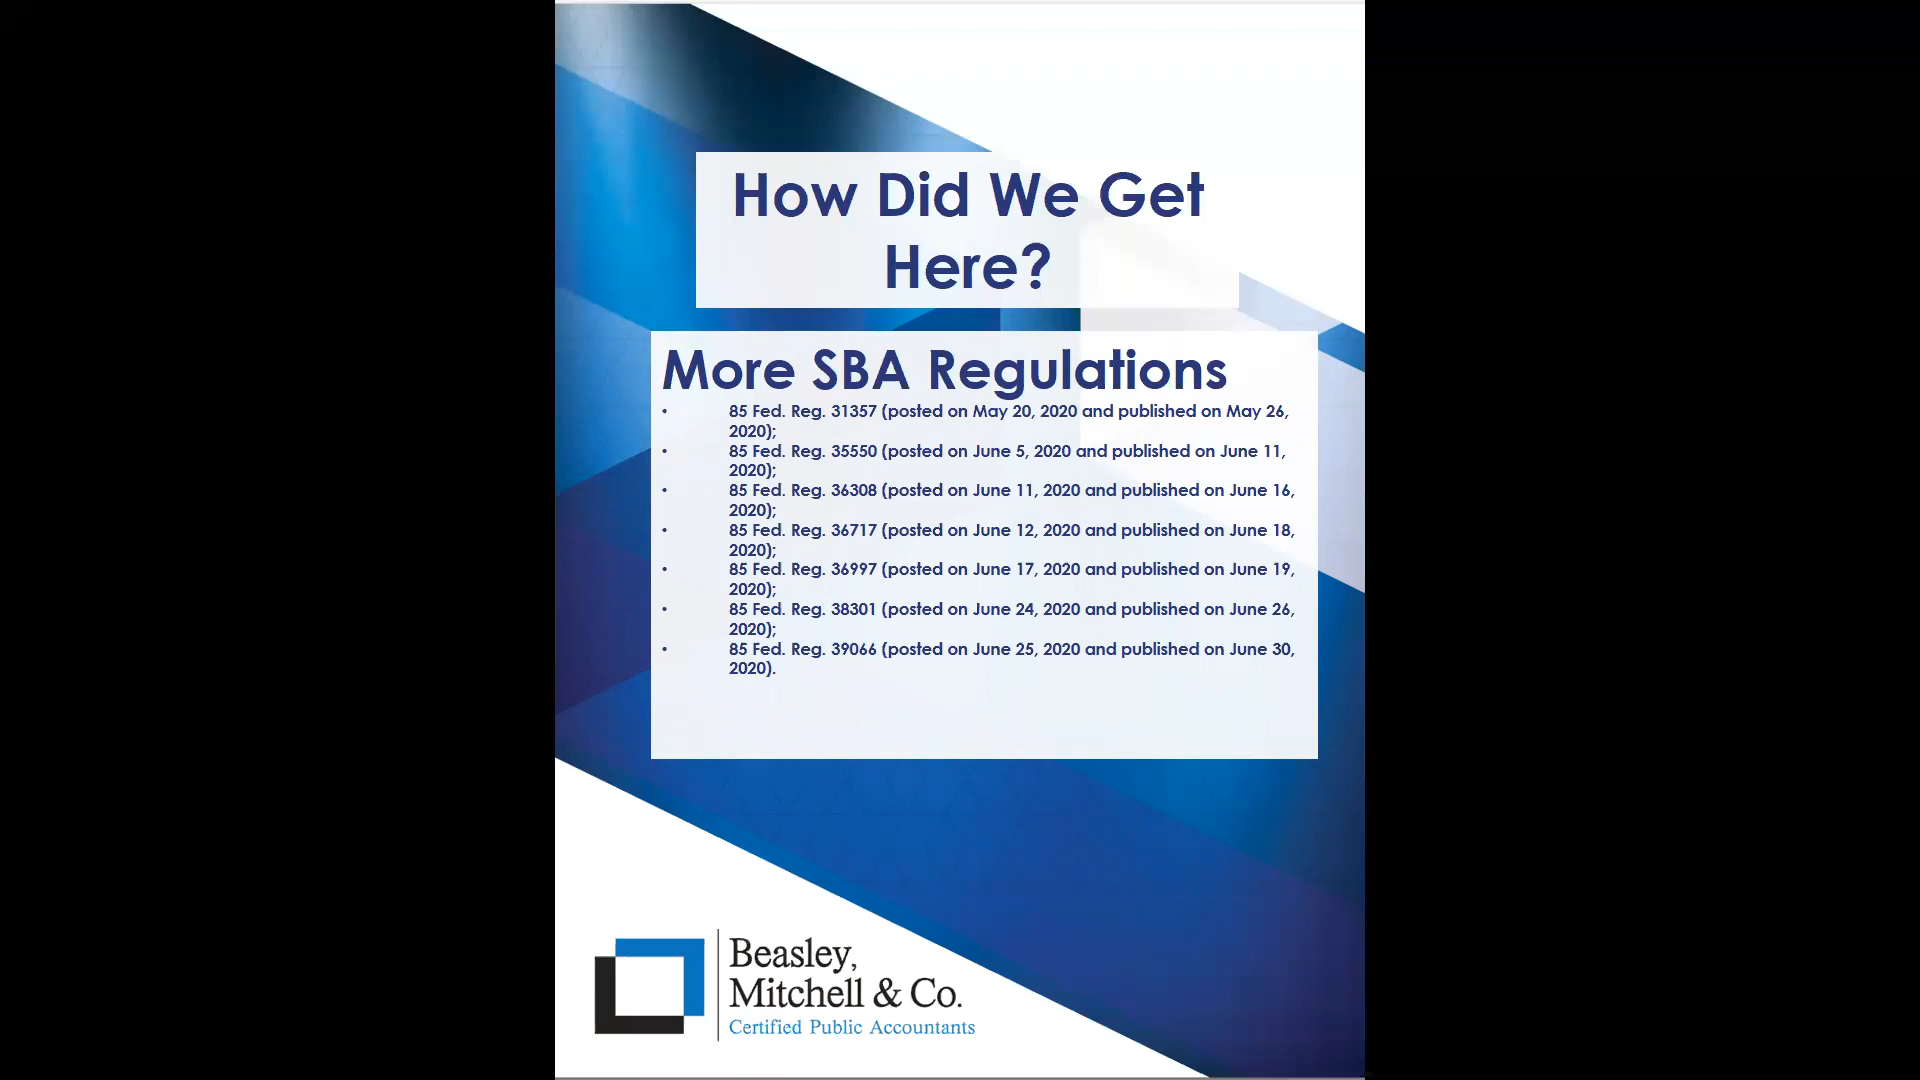 How Did We Get
Here?
More SBA Regulations
• 85 Fed. Reg. 31357 (posted on May 20, 2020 and published on May 26,
2020);
• 85 Fed. Reg. 35550 (posted on June 5, 2020 and published on June 11,
2020);
• 85 Fed. Reg. 36308 (posted on June 11, 2020 and published on June 16,
2020);
• 85 Fed. Reg. 36717 (posted on June 12, 2020 and published on June 18,
2020);
• 85 Fed. Reg. 36997 (posted on June 17, 2020 and published on June 19,
2020);
• 85 Fed. Reg. 38301 (posted on June 24, 2020 and published on June 26,
2020);
• 85 Fed. Reg. 39066 (posted on June 25, 2020 and published on June 30,
2020).
Beasley,
Mitchell & Co.
Certified Public Accountants